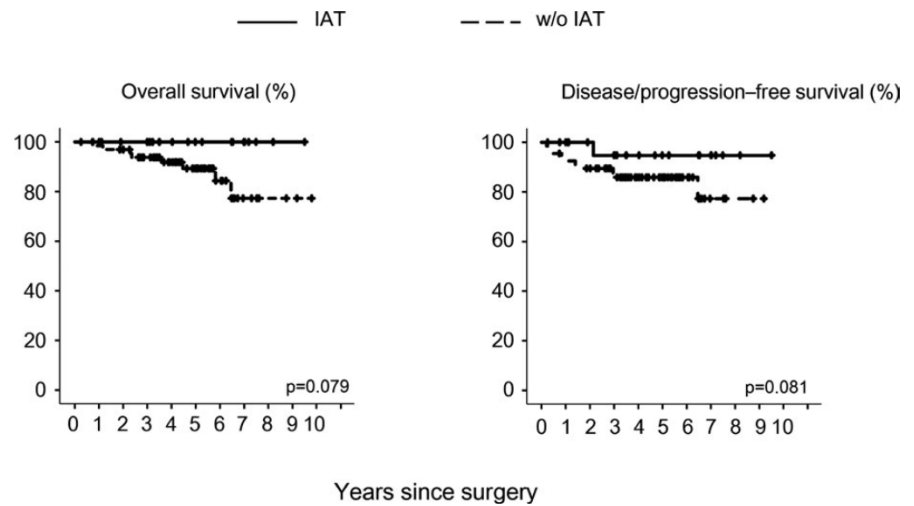 IAT
w/o IAT
Overall survival (%)
100
80
60
40
20
0
p=0.079
0 1 2 3 4 5 6 7 8 9 10
Disease/progression–free survival (%)
100
80
60
40
20
0
p=0.081
0 1 2 3 4 5 6 7 8 9 10
Years since surgery